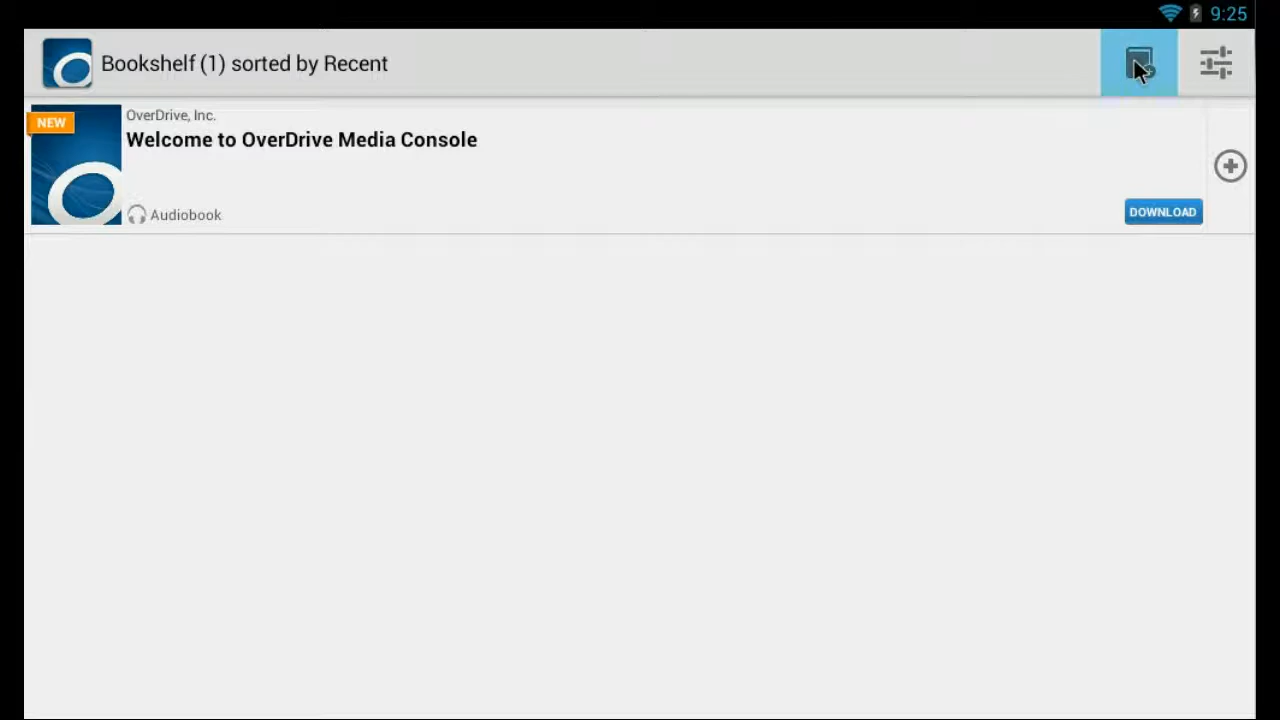 9:25
Bookshelf (1) sorted by Recent
NEW
OverDrive, Inc.
Welcome to OverDrive Media Console
Audiobook
DOWNLOAD